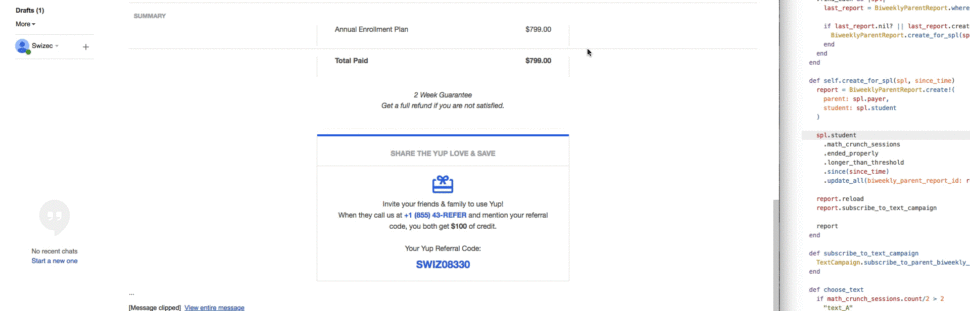 Drafts (1)
More
Swizec
+
No recent chats
Start a new one
SUMMARY
Annual Enrollment Plan $799.00
Total Paid $799.00
2 Week Guarantee
Get a full refund if you are not satisfied.
SHARE THE YUP LOVE & SAVE
Invite your friends & family to use Yup!
When they call us at +1 (855) 43-REFER and mention your referral
code, you both get $100 of credit.
Your Yup Referral Code:
SWIZ08330
...
[Message clipped] View entire message
last_report = BiweeklyParentReport.where
if last_report.nil? || last_report.creat
BiweeklyParentReport.create_for_spl(sp
end
end
end
def self.create_for_spl(spl, since_time)
report = BiweeklyParentReport.create!(
parent: spl.payer,
student: spl.student
)
spl.student
.math_crunch_sessions
.ended_properly
.longer_than_threshold
.since(since_time)
.update_all(biweekly_parent_report_id: r
report.reload
report.subscribe_to_text_campaign
report
end
def subscribe_to_text_campaign
TextCampaign.subscribe_to_parent_biweekly_
end
def choose_text
if math_crunch_sessions.count/2 > 2
"text_A"